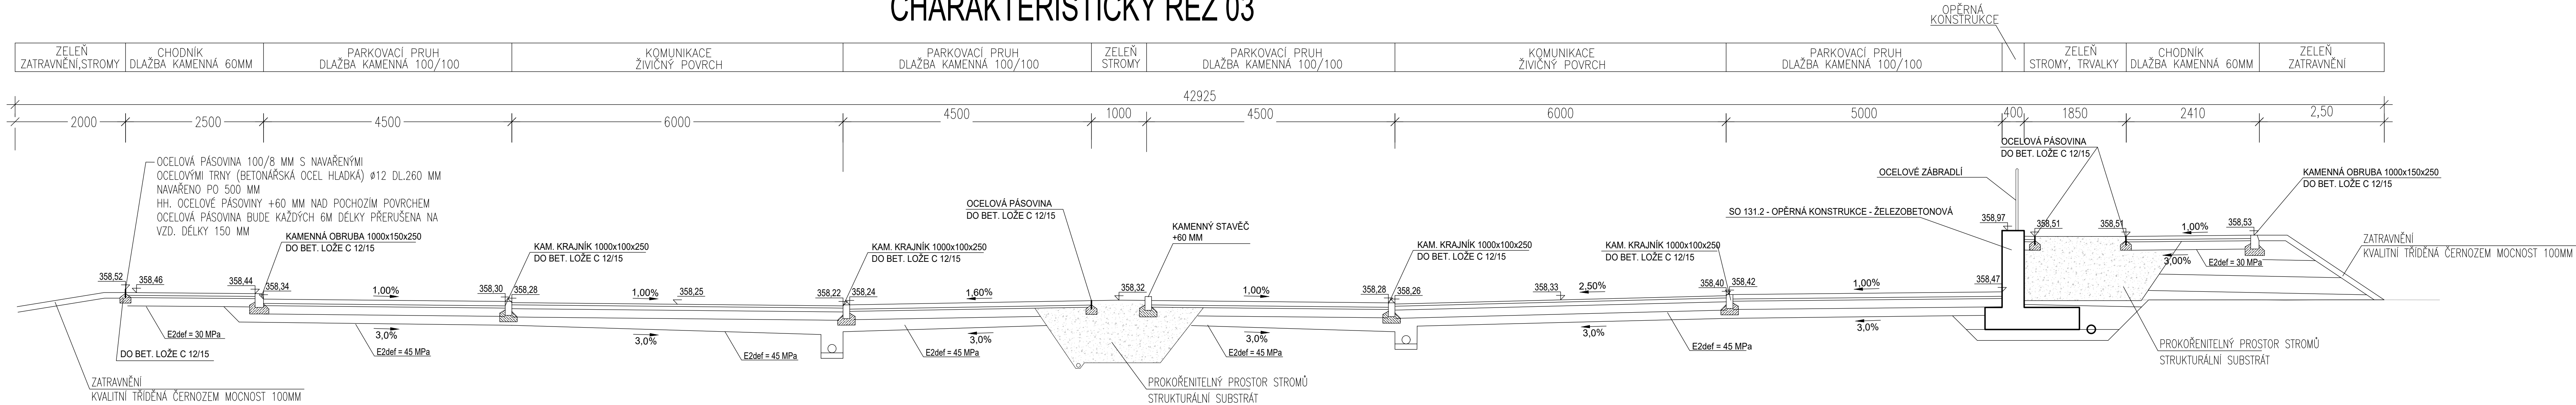 CHARAKTERISTICKÝ ŘEZ 03
OPĚRNÁ
KONSTRUKCE
ZELEŇ
ZATRAVNĚNÍ,STROMY
CHODNÍK
DLAŽBA KAMENNÁ 60MM
PARKOVACÍ PRUH
DLAŽBA KAMENNÁ 100/100
KOMUNIKACE
ŽIVIČNÝ POVRCH
PARKOVACÍ PRUH
DLAŽBA KAMENNÁ 100/100
ZELEŇ
STROMY
PARKOVACÍ PRUH
DLAŽBA KAMENNÁ 100/100
KOMUNIKACE
ŽIVIČNÝ POVRCH
PARKOVACÍ PRUH
DLAŽBA KAMENNÁ 100/100
ZELEŇ
STROMY, TRVALKY
CHODNÍK
DLAŽBA KAMENNÁ 60MM
ZELEŇ
ZATRAVNĚNÍ
42925
2000
2500
4500
6000
4500
1000
4500
6000
5000
400
1850
2410
2,50
OCELOVÁ PÁSOVINA 100/8 MM S NAVAŘENÝMI
OCELOVÝMI TRNY (BETONÁŘSKÁ OCEL HLADKÁ) ø12 DL.260 MM
NAVAŘENO PO 500 MM
HH. OCELOVÉ PÁSOVINY +60 MM NAD POCHOZÍM POVRCHEM
OCELOVÁ PÁSOVINA BUDE KAŽDÝCH 6M DÉLKY PŘERUŠENA NA
VZD. DÉLKY 150 MM
KAMENNÁ OBRUBA 1000x150x250
DO BET. LOŽE C 12/15
KAM. KRAJNÍK 1000x100x250
DO BET. LOŽE C 12/15
KAM. KRAJNÍK 1000x100x250
DO BET. LOŽE C 12/15
OCELOVÁ PÁSOVINA
DO BET. LOŽE C 12/15
KAMENNÝ STAVĚČ
+60 MM
KAM. KRAJNÍK 1000x100x250
DO BET. LOŽE C 12/15
KAM. KRAJNÍK 1000x100x250
DO BET. LOŽE C 12/15
SO 131.2 - OPĚRNÁ KONSTRUKCE - ŽELEZOBETONOVÁ
OCELOVÉ ZÁBRADLÍ
OCELOVÁ PÁSOVINA
DO BET. LOŽE C 12/15
KAMENNÁ OBRUBA 1000x150x250
DO BET. LOŽE C 12/15
ZATRAVNĚNÍ
KVALITNÍ TŘÍDĚNÁ ČERNOZEM MOCNOST 100MM
358,52
358,46
358,44
358,34
1,00%
358,30
358,28
1,00%
358,25
358,22
358,24
1,60%
358,32
1,00%
358,28
358,26
358,33
2,50%
358,40
358,42
1,00%
358,47
358,97
358,51
358,51
1,00%
358,53
3,00%
E2def = 30 MPa
E2def = 30 MPa
DO BET. LOŽE C 12/15
3,0%
E2def = 45 MPa
3,0%
E2def = 45 MPa
E2def = 45 MPa
3,0%
E2def = 45 MPa
3,0%
3,0%
E2def = 45 MPa
3,0%
ZATRAVNĚNÍ
KVALITNÍ TŘÍDĚNÁ ČERNOZEM MOCNOST 100MM
PROKOŘENITELNÝ PROSTOR STROMŮ
STRUKTURÁLNÍ SUBSTRÁT
PROKOŘENITELNÝ PROSTOR STROMŮ
STRUKTURÁLNÍ SUBSTRÁT